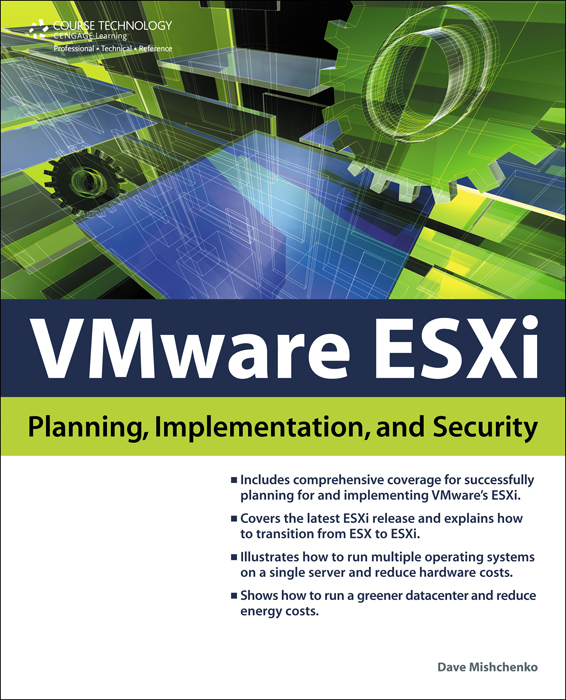 COURSE TECHNOLOGY
CENGAGE Learning
Professional • Technical • Reference
VMware ESXi
Planning, Implementation, and Security
■ Includes comprehensive coverage for successfully
planning for and implementing VMware's ESXi.
■ Covers the latest ESXi release and explains how
to transition from ESX to ESXi.
■ Illustrates how to run multiple operating systems
on a single server and reduce hardware costs.
■ Shows how to run a greener datacenter and reduce
energy costs.
Dave Mishchenko